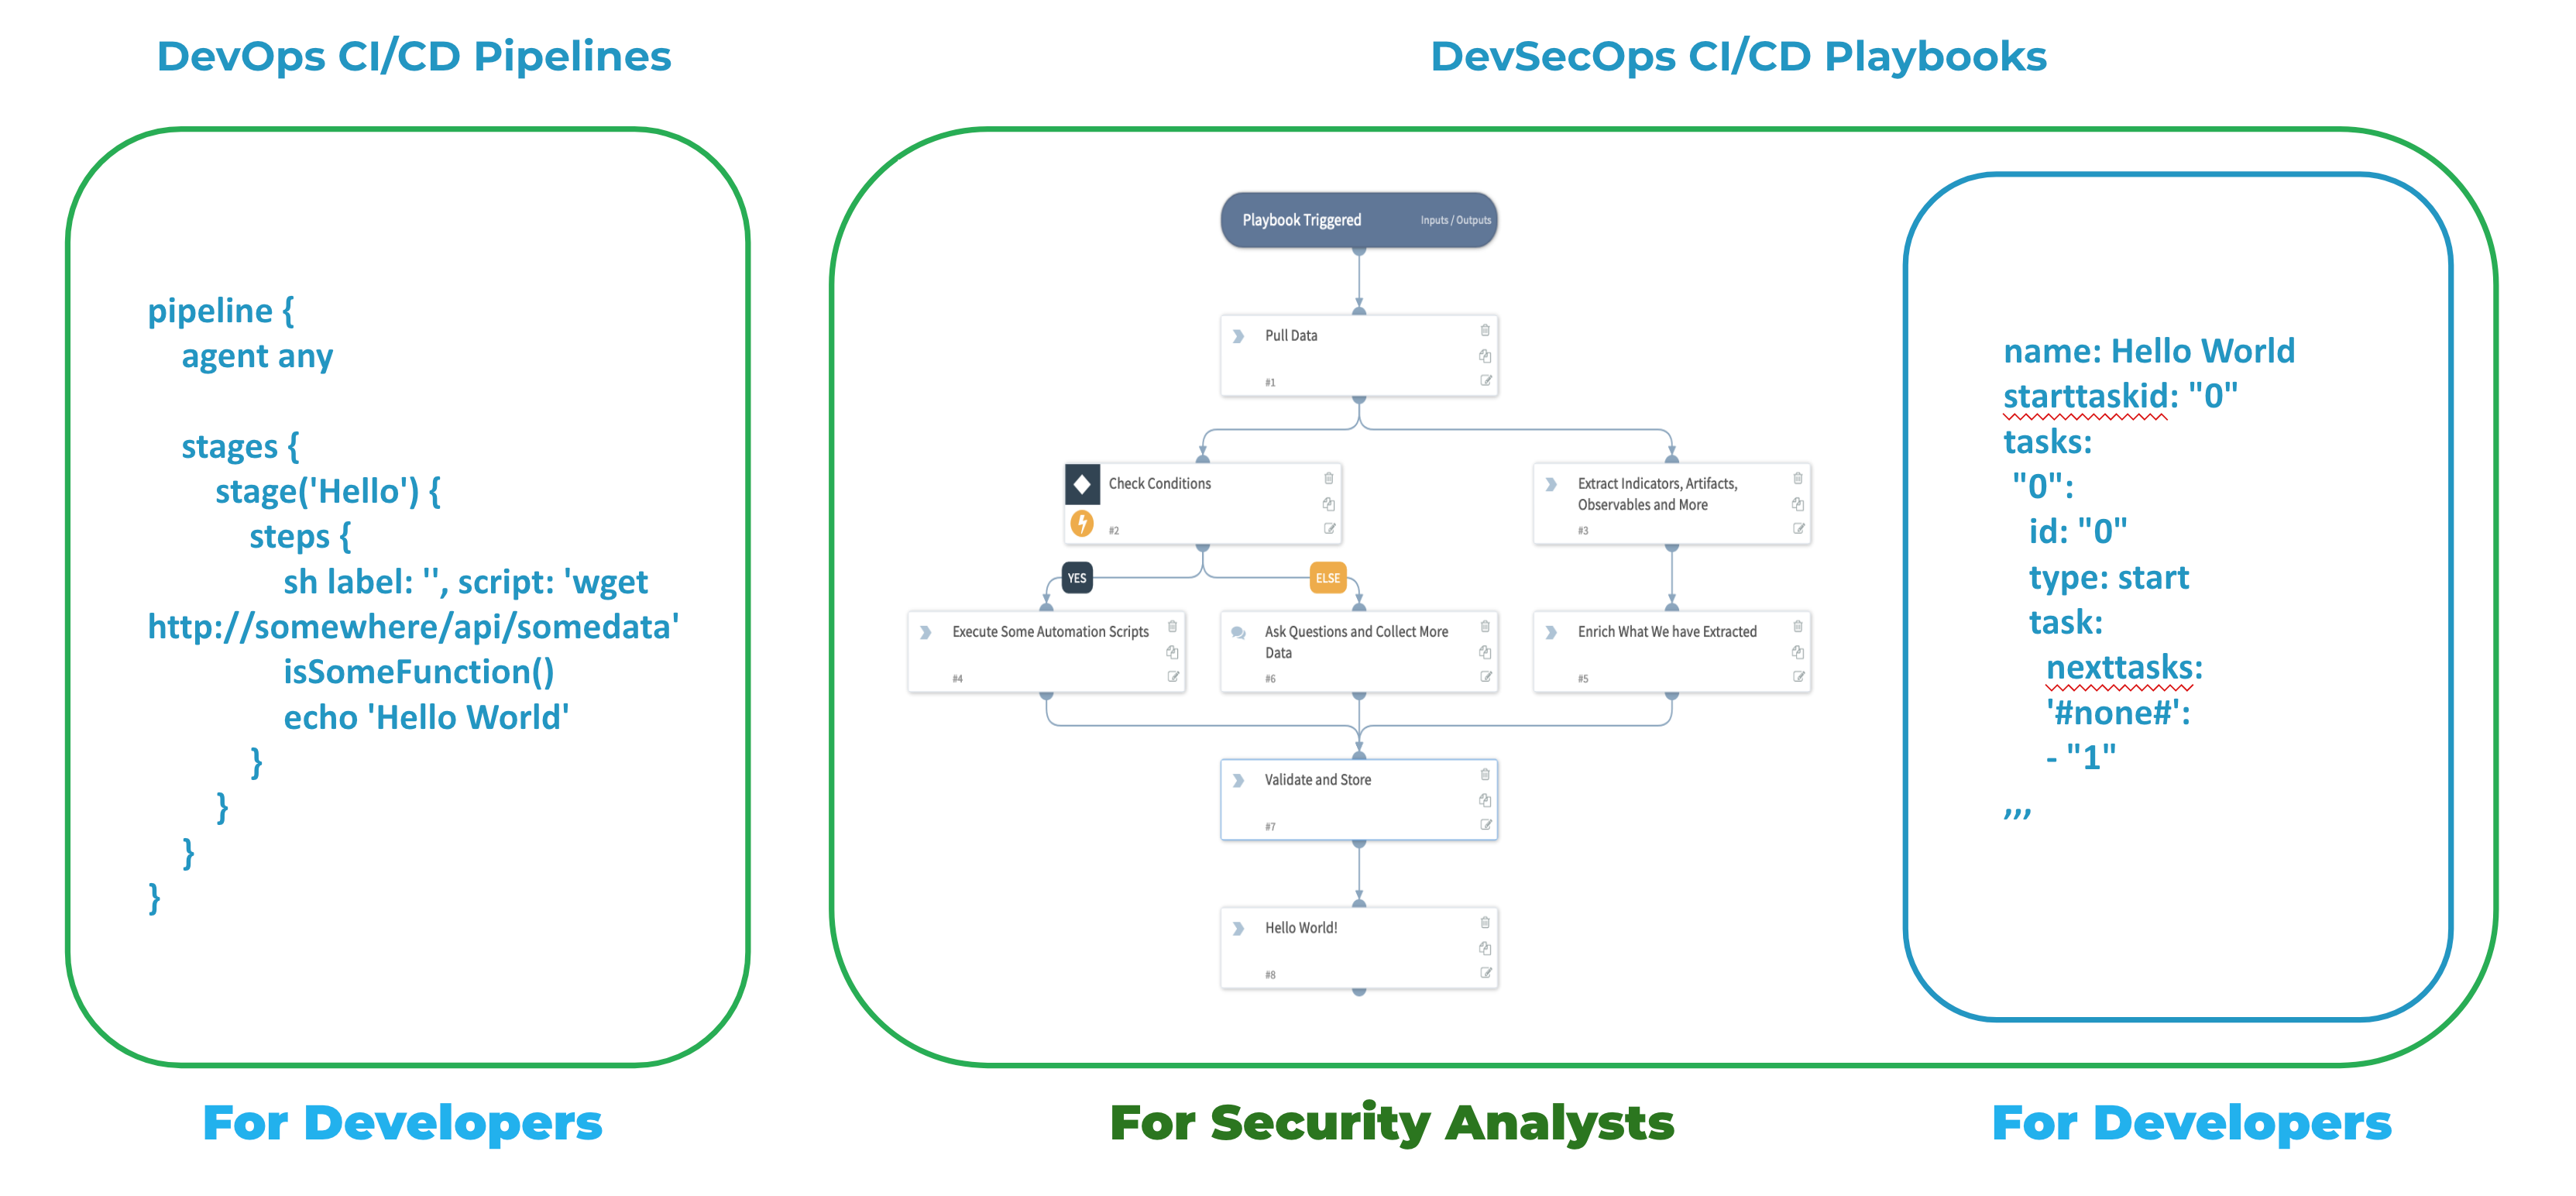 DevOps CI/CD Pipelines
pipeline {
agent any
stages {
stage('Hello') {
steps {
sh label: '', script: 'wget
http://somewhere/api/somedata'
isSomeFunction()
echo 'Hello World'
}
}
}
}
For Developers
DevSecOps CI/CD Playbooks
Playbook Triggered
Inputs / Outputs
Pull Data
#1
Check Conditions
#2
Extract Indicators, Artifacts,
Observables and More
#3
YES
ELSE
Execute Some Automation Scripts
#4
Ask Questions and Collect More
Data
#6
Enrich What We have Extracted
#5
Validate and Store
#7
Hello World!
#8
For Security Analysts
name: Hello World
starttaskid: "0"
tasks:
"0":
id: "0"
type: start
task:
nexttasks:
'#none#':
- "1"
,,,
For Developers